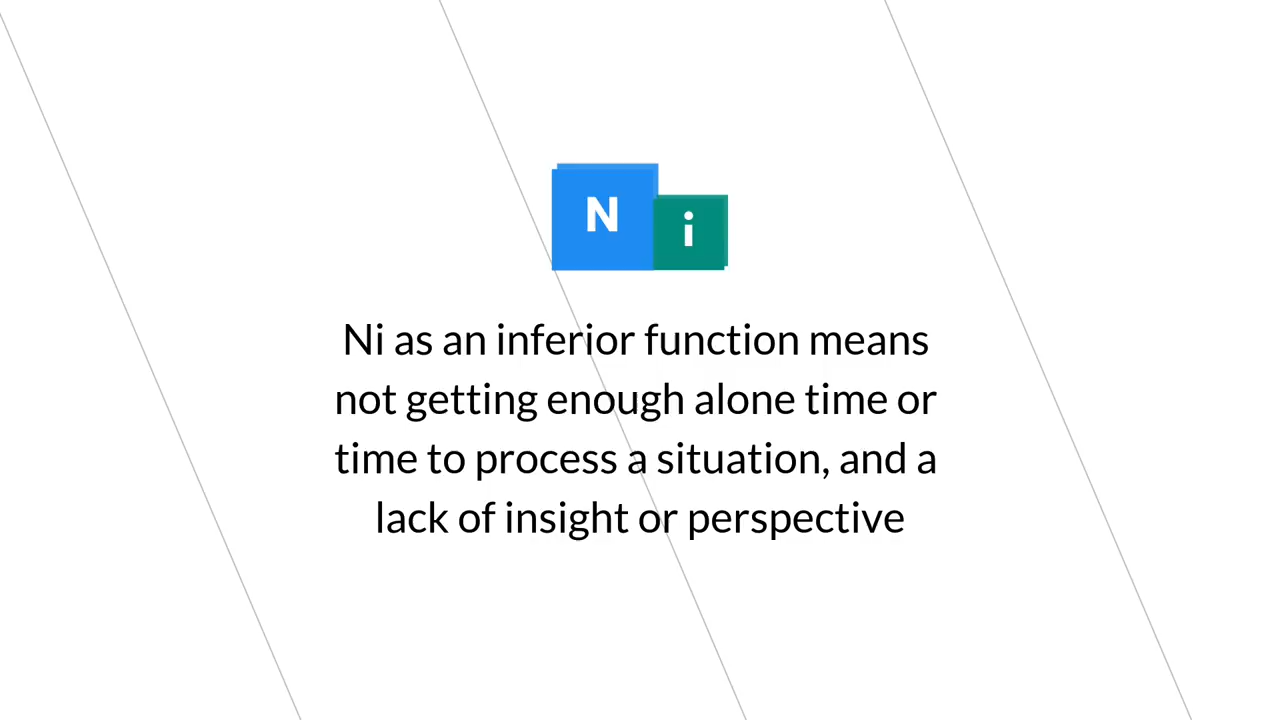 N i
Ni as an inferior function means
not getting enough alone time or
time to process a situation, and a
lack of insight or perspective